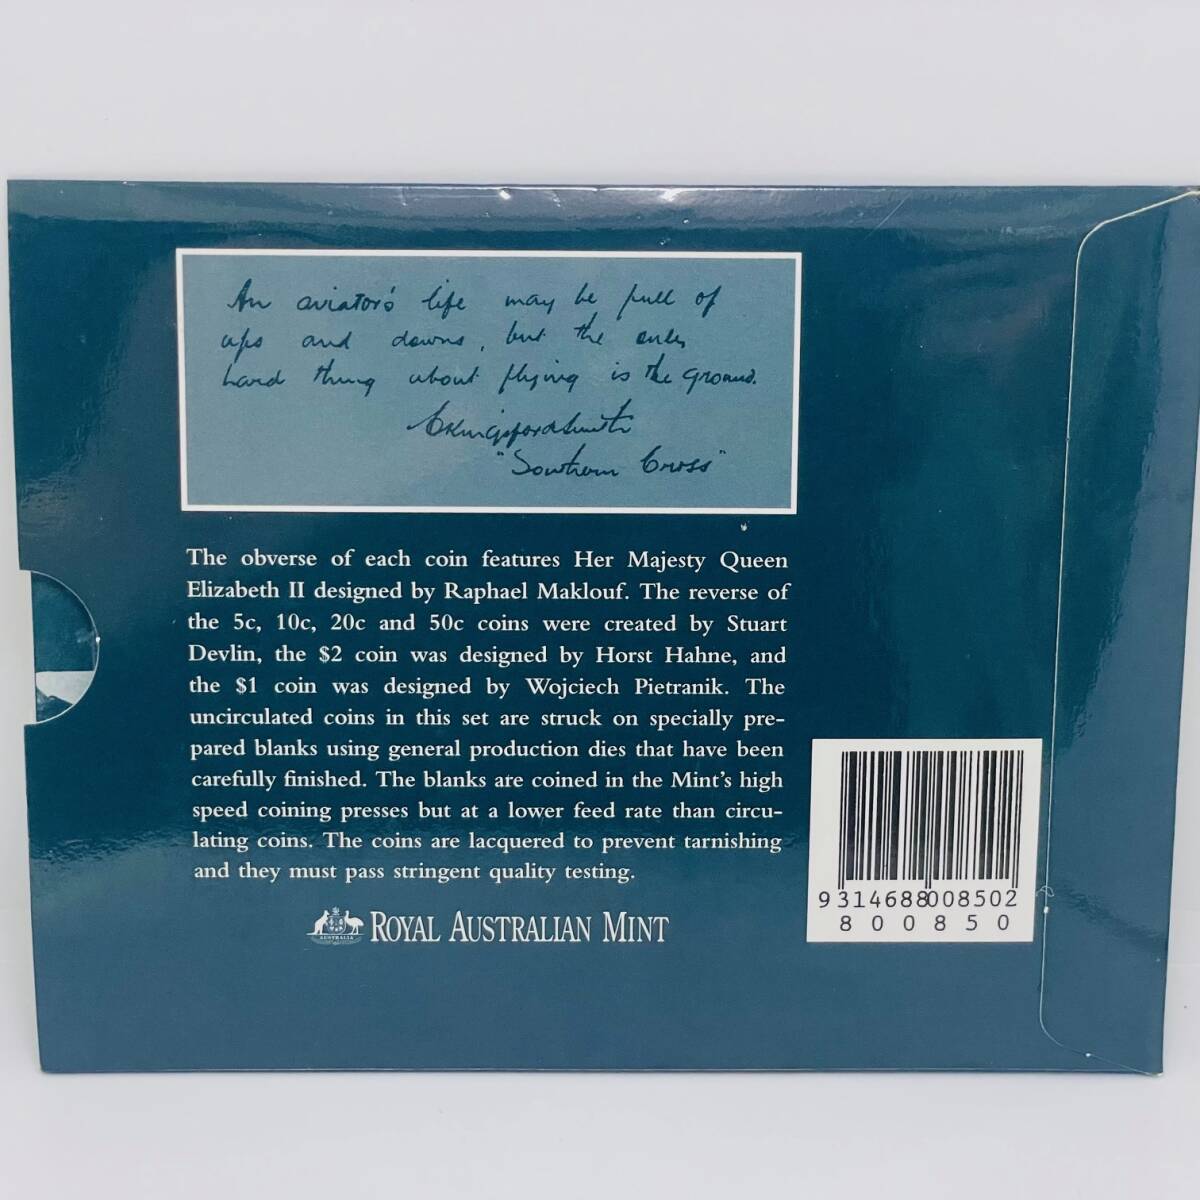 An aviator's life may be full of
ups and downs, but the only
hard thing about flying is the ground.
CKingsfordSmith
"Southern Cross"
The obverse of each coin features Her Majesty Queen
Elizabeth II designed by Raphael Maklouf. The reverse of
the 5c, 10c, 20c and 50c coins were created by Stuart
Devlin, the $2 coin was designed by Horst Hahne, and
the $1 coin was designed by Wojciech Pietranik. The
uncirculated coins in this set are struck on specially pre-
pared blanks using general production dies that have been
carefully finished. The blanks are coined in the Mint's high
speed coining presses but at a lower feed rate than circu-
lating coins. The coins are lacquered to prevent tarnishing
and they must pass stringent quality testing.
AUSTRALIA
ROYAL AUSTRALIAN MINT
9314688008502
800850